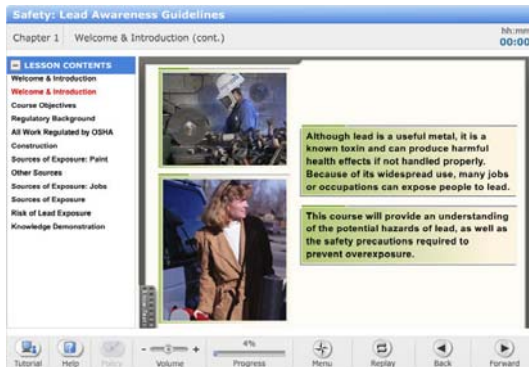 Safety: Lead Awareness Guidelines
Chapter 1 Welcome & Introduction (cont.)
hh:mm
00:00
LESSON CONTENTS
Welcome & Introduction
Welcome & Introduction
Course Objectives
Regulatory Background
All Work Regulated by OSHA
Construction
Sources of Exposure: Paint
Other Sources
Sources of Exposure: Jobs
Sources of Exposure
Risk of Lead Exposure
Knowledge Demonstration
Although lead is a useful metal, it is a
known toxin and can produce harmful
health effects if not handled properly.
Because of its widespread use, many jobs
or occupations can expose people to lead.
This course will provide an understanding
of the potential hazards of lead, as well as
the safety precautions required to
prevent overexposure.
- +
4%
Tutorial Help Policy Volume Progress Menu Replay Back Forward